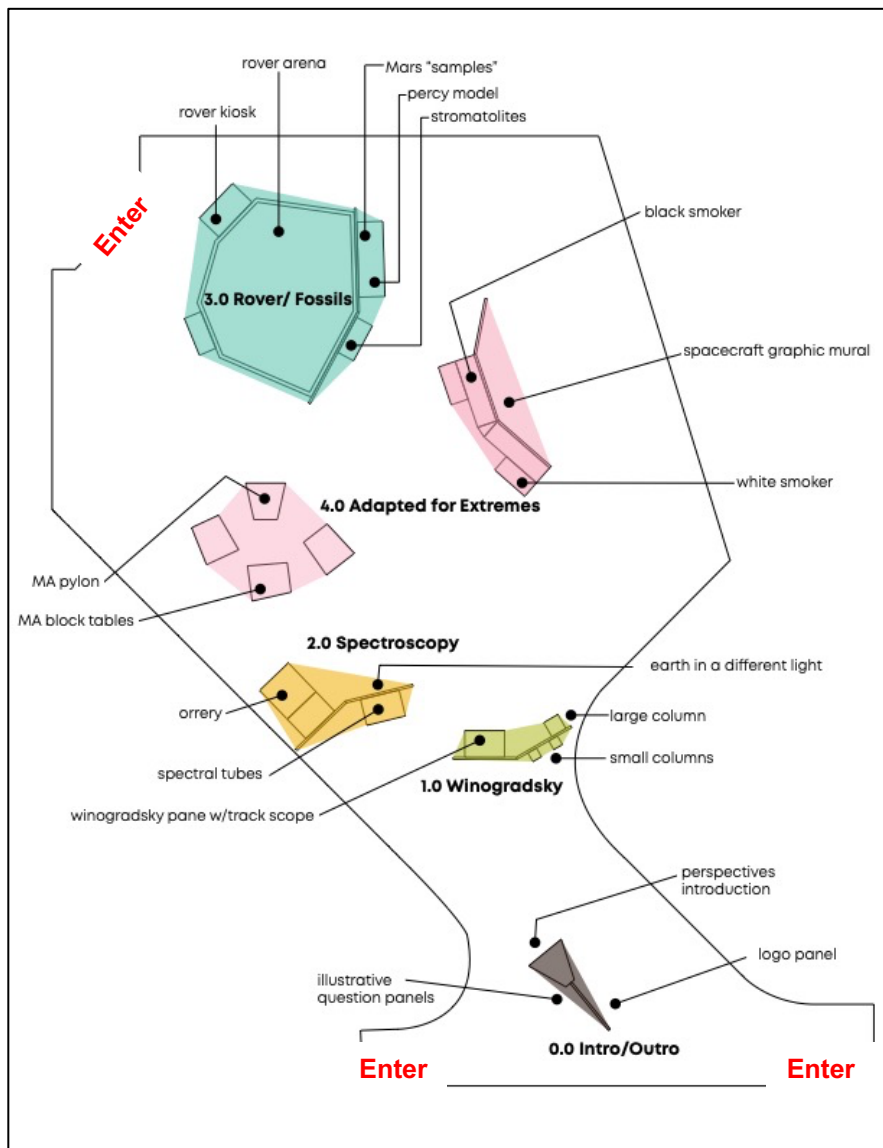 rover arena
Mars "samples"
percy model
rover kiosk
stromatolites
Enter
black smoker
3.0 Rover/ Fossils
spacecraft graphic mural
white smoker
4.0 Adapted for Extremes
MA pylon
MA block tables
2.0 Spectroscopy
earth in a different light
orrery
large column
spectral tubes
small columns
1.0 Winogradsky
winogradsky pane w/track scope
perspectives
introduction
logo panel
illustrative
question panels
0.0 Intro/Outro
Enter
Enter